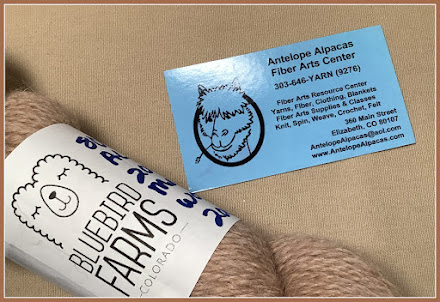 Antelope Alpacas
Fiber Arts Center
303-646-YARN (9276)
Fiber Arts Resource Center
Yarns, Fiber, Clothing, Blankets
Fiber Arts Supplies & Classes
Knit, Spin, Weave, Crochet, Felt
360 Main Street
Elizabeth, CO 80107
AntelopeAlpacas@aol.com
www.AntelopeAlpacas.com
BLUEBIRD
FARMS
COLORADO